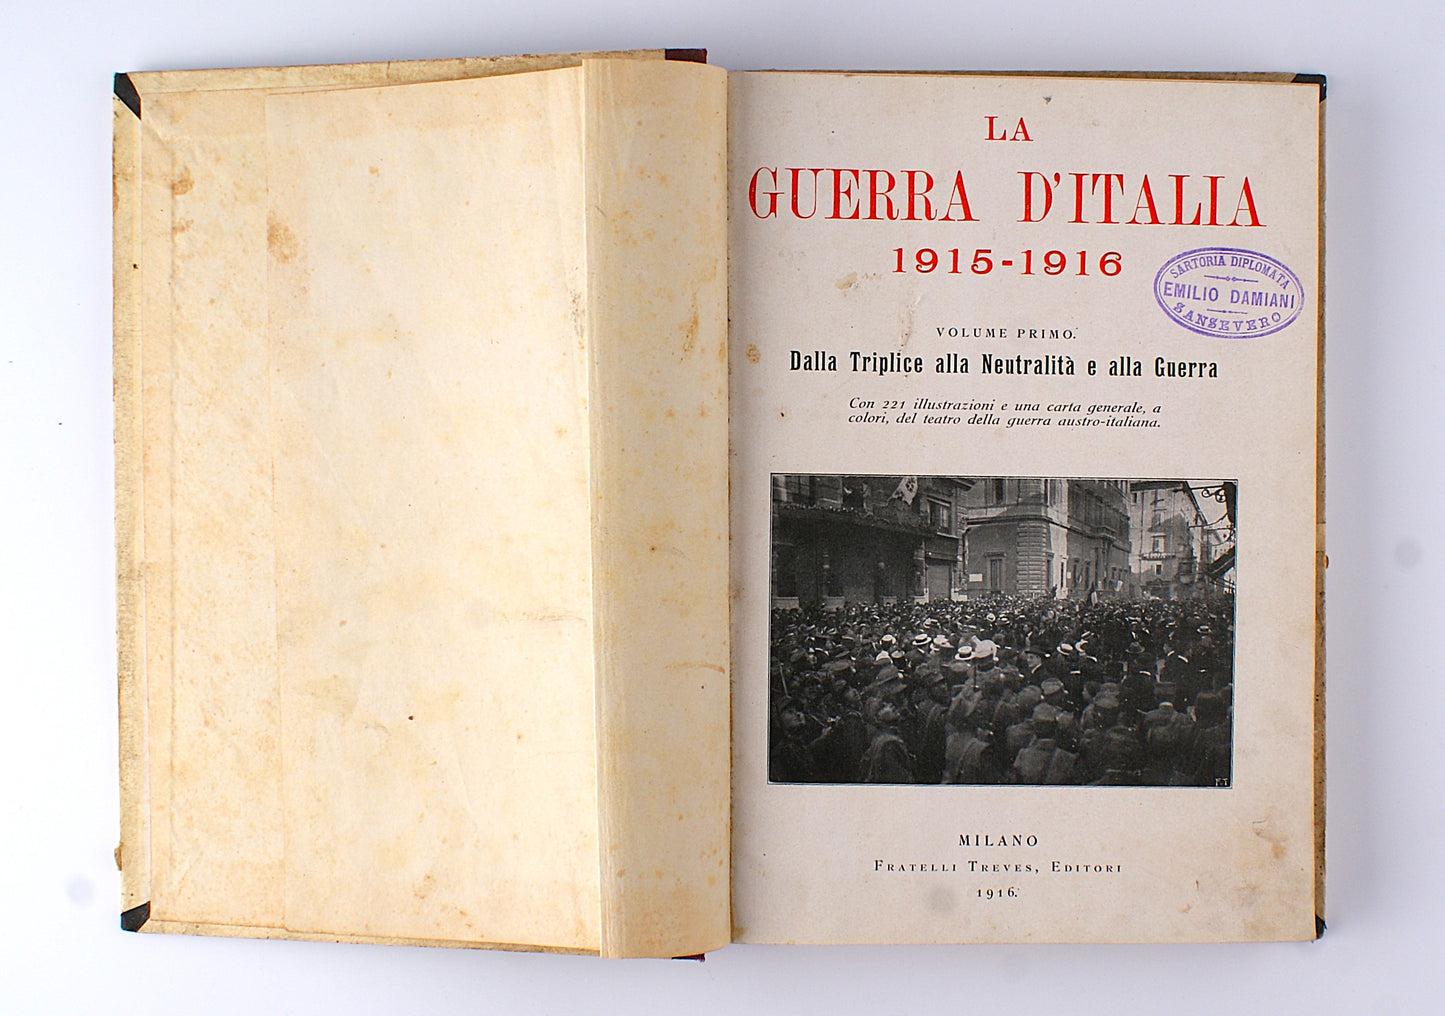 LA
GUERRA D'ITALIA
1915-1916
SARTORIA DIPLOMATA
EMILIO DAMIANI
SANSEVERO
VOLUME PRIMO.
Dalla Triplice alla Neutralità e alla Guerra
Con 221 illustrazioni e una carta generale, a
colori, del teatro della guerra austro-italiana.
MILANO
FRATELLI TREVES, EDITORI
1916.